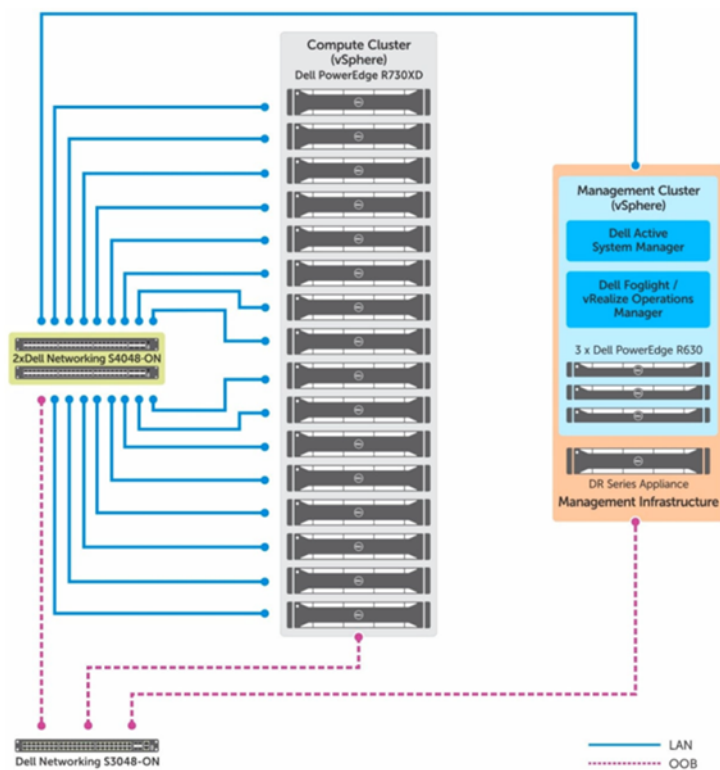 Compute Cluster
(vSphere)
Dell PowerEdge R730XD
Management Cluster
(vSphere)
Dell Active
System Manager
Dell Foglight /
vRealize Operations
Manager
3 x Dell PowerEdge R630
DR Series Appliance
Management Infrastructure
2xDell Networking S4048-ON
Dell Networking S3048-ON
LAN
OOB